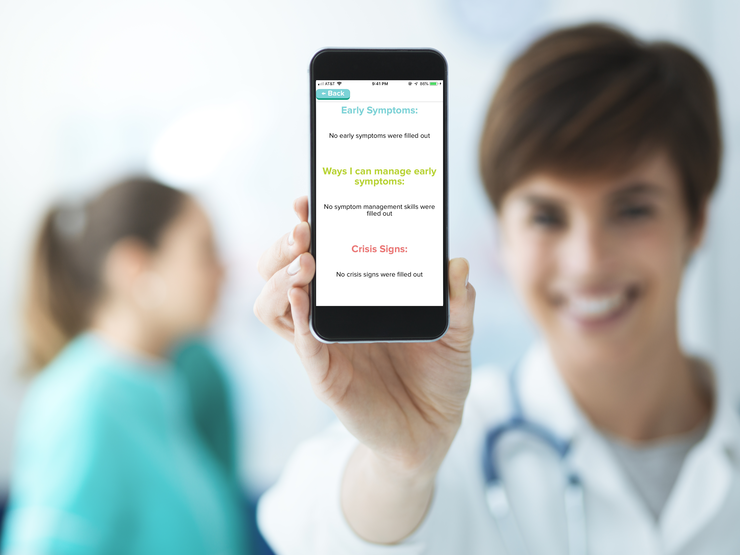 AT&T 9:41 PM
← Back
Early Symptoms:
No early symptoms were filled out
Ways I can manage early
symptoms:
No symptom management skills were
filled out
Crisis Signs:
No crisis signs were filled out